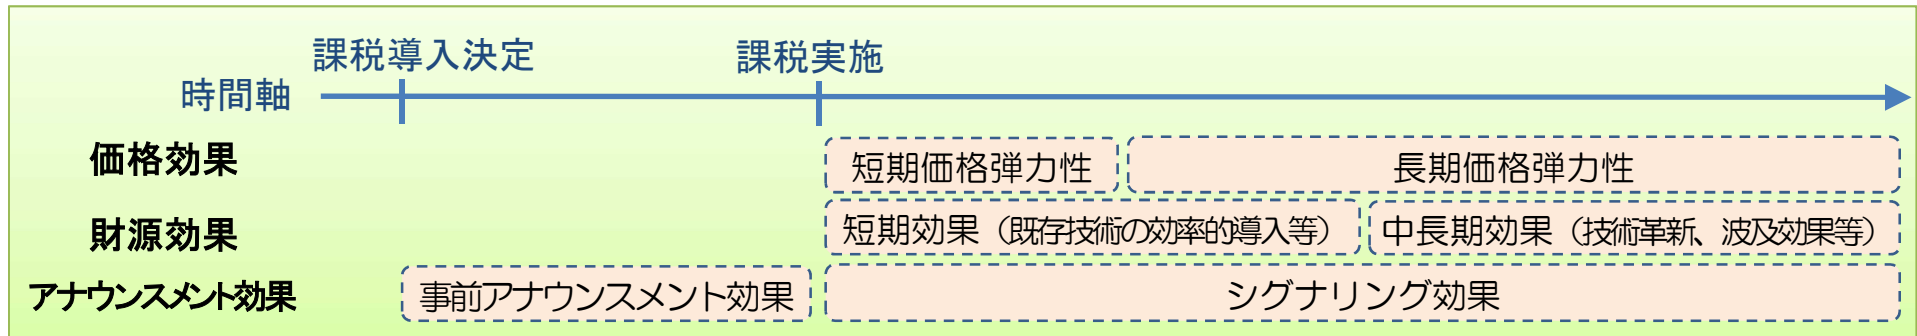 課税導入決定 課税実施
時間軸
価格効果 短期価格弾力性 長期価格弾力性
財源効果 短期効果（既存技術の効率的導入等） 中長期効果（技術革新、波及効果等）
アナウンスメント効果 事前アナウンスメント効果 シグナリング効果